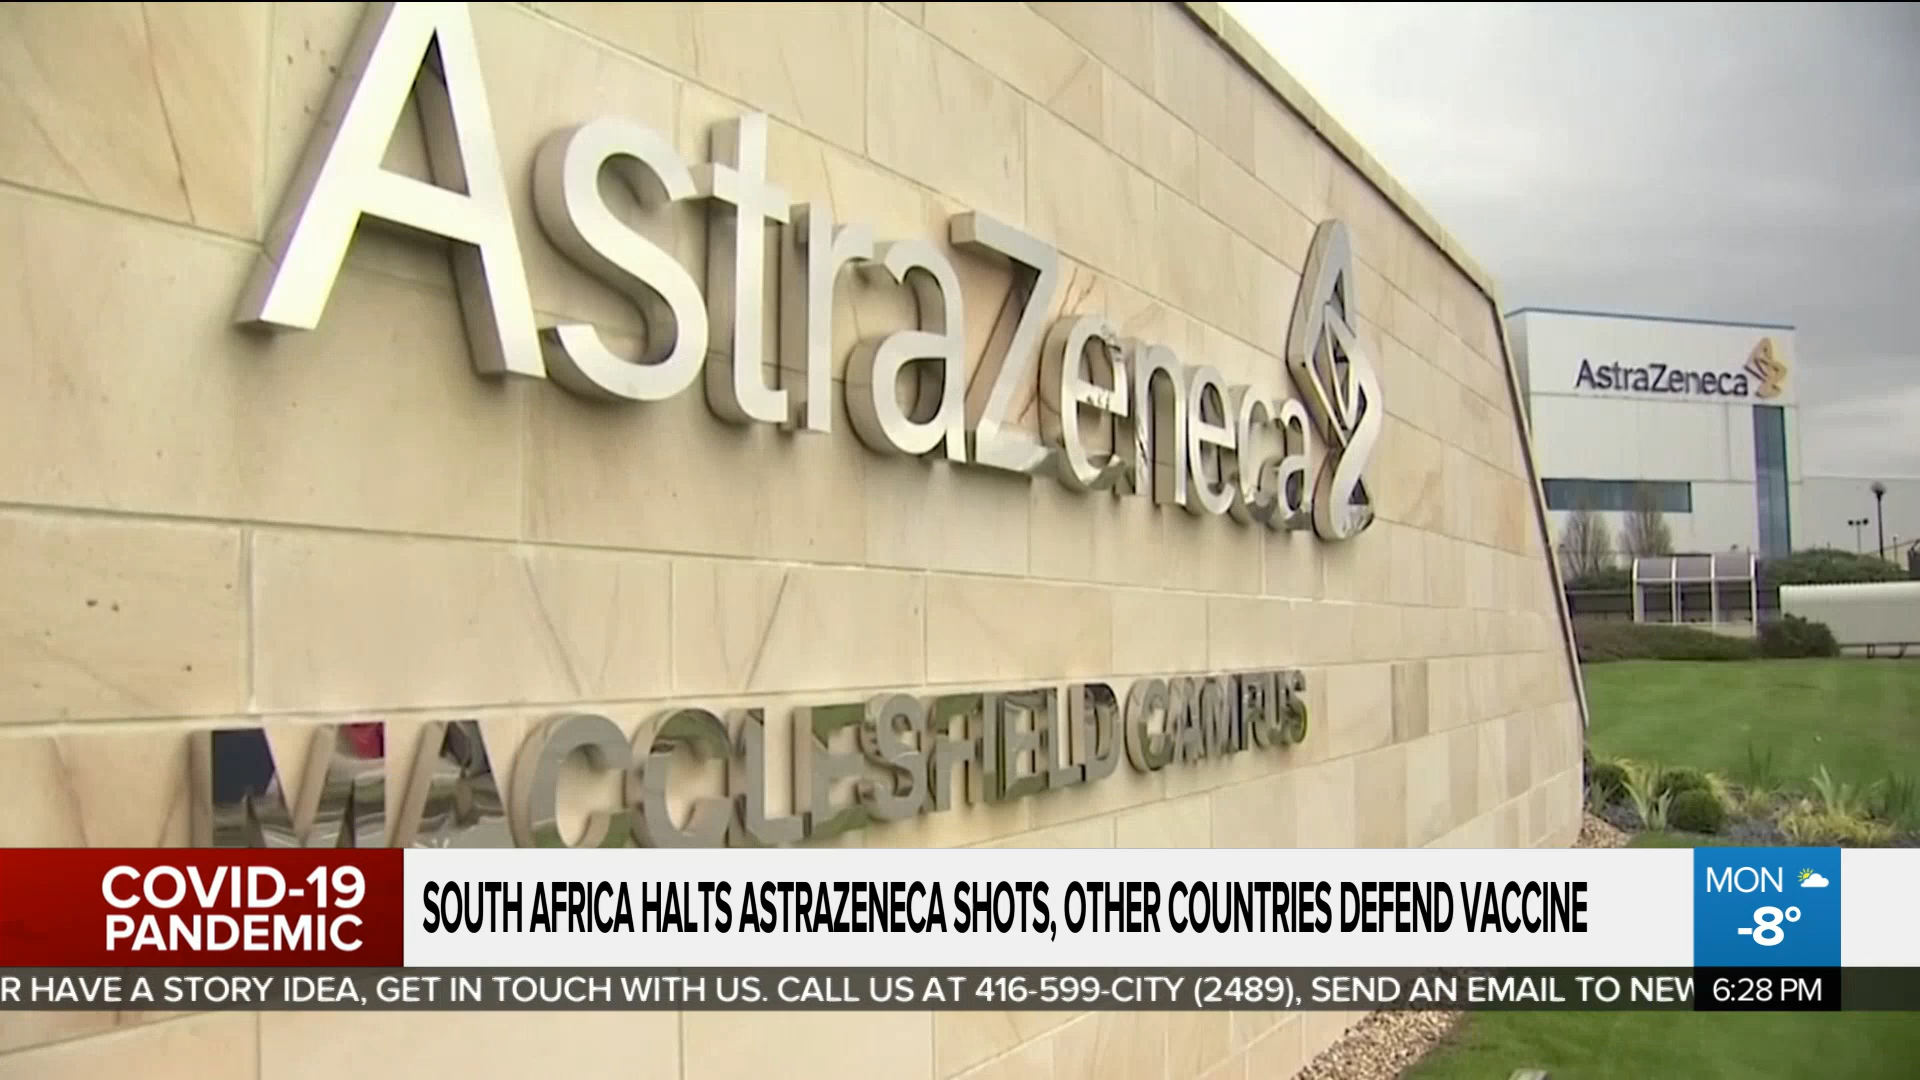 AstraZeneca
AstraZeneca
MACCLESFIELD CAMPUS
COVID-19
PANDEMIC
SOUTH AFRICA HALTS ASTRAZENECA SHOTS, OTHER COUNTRIES DEFEND VACCINE
MON
-8°
R HAVE A STORY IDEA, GET IN TOUCH WITH US. CALL US AT 416-599-CITY (2489), SEND AN EMAIL TO NEW
6:28 PM